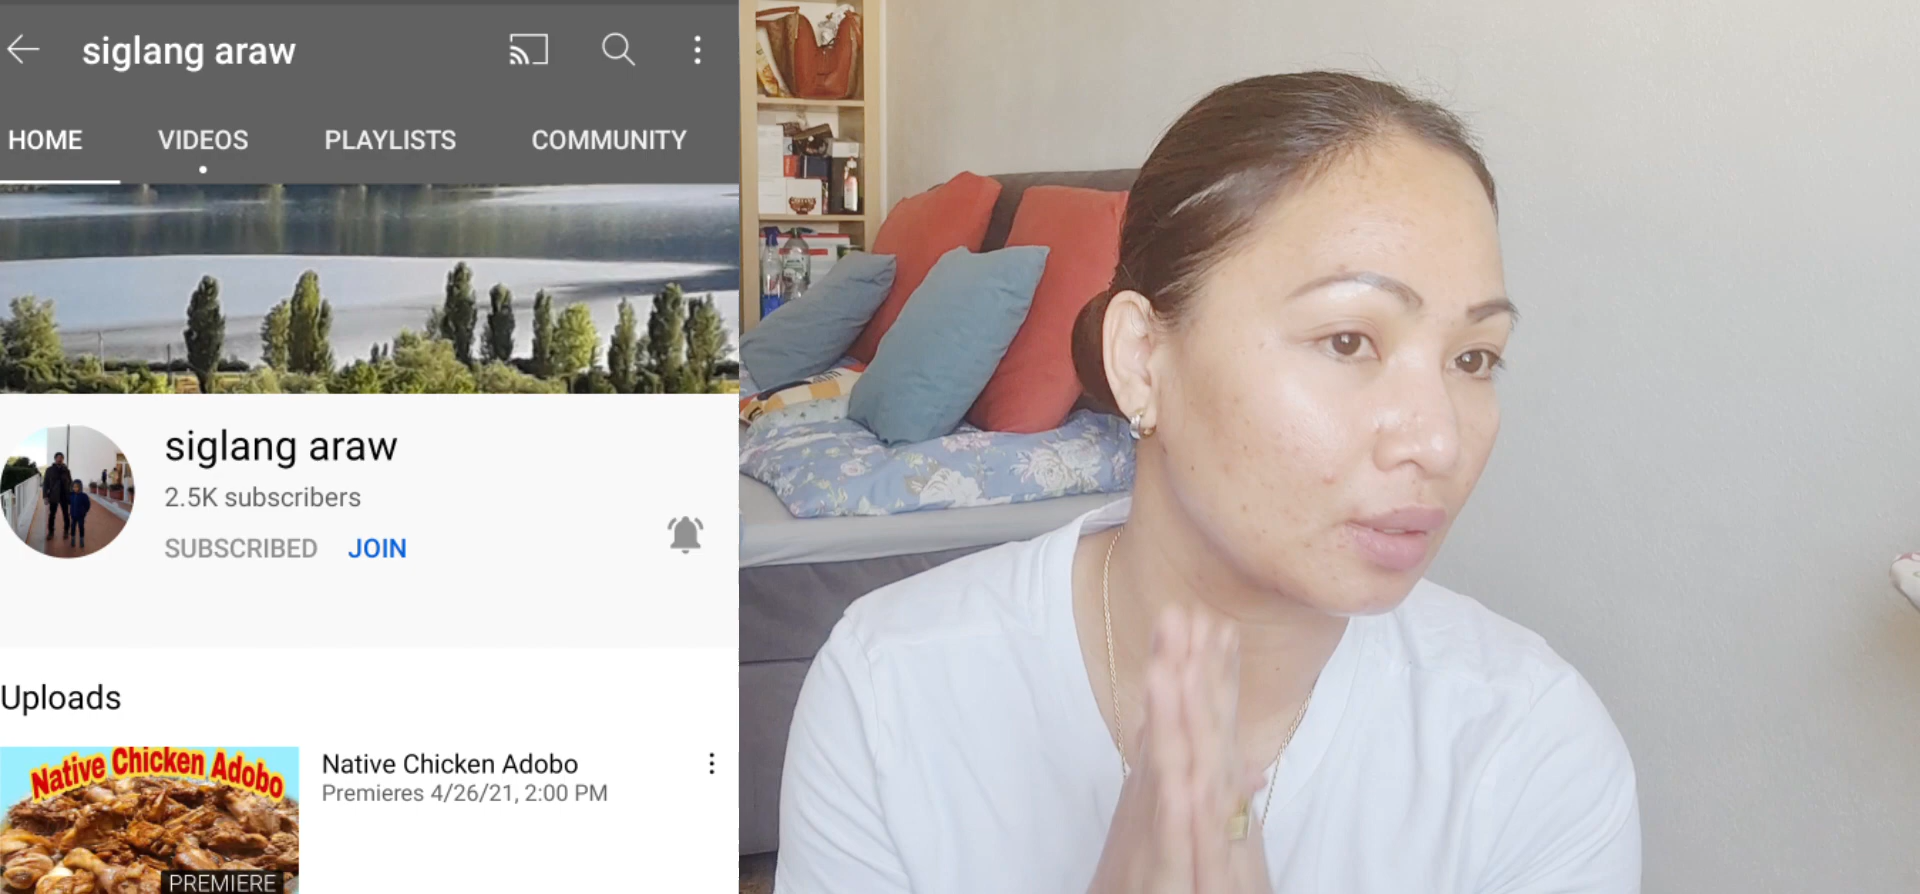 siglang araw
HOME VIDEOS PLAYLISTS COMMUNITY
siglang araw
2.5K subscribers
SUBSCRIBED JOIN
Uploads
Native Chicken Adobo
PREMIERE
Native Chicken Adobo
Premieres 4/26/21, 2:00 PM